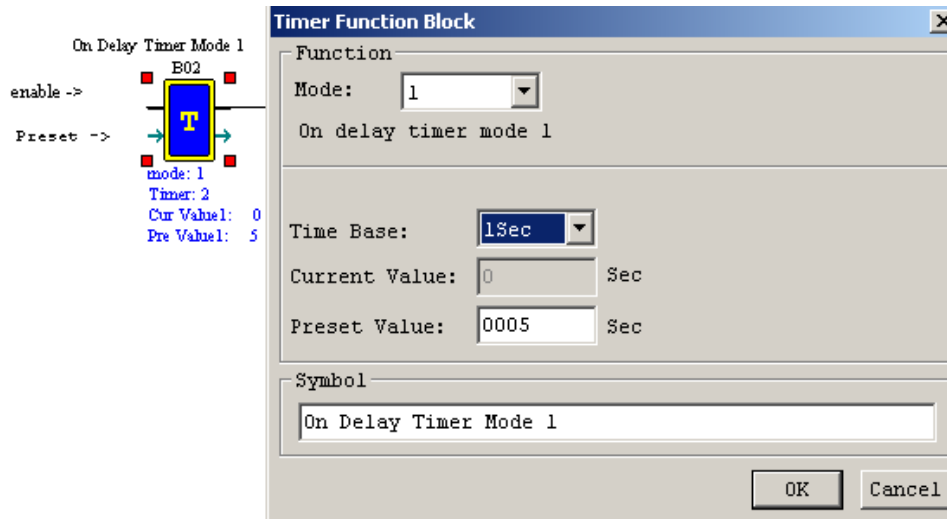 On Delay Timer Mode 1
B02
enable ->
T
Preset ->
mode: 1
Timer: 2
Cur Value1: 0
Pre Value1: 5
Timer Function Block
Function
Mode: 1
On delay timer mode 1
Time Base: 1Sec
Current Value: 0 Sec
Preset Value: 0005 Sec
Symbol
On Delay Timer Mode 1
OK Cancel